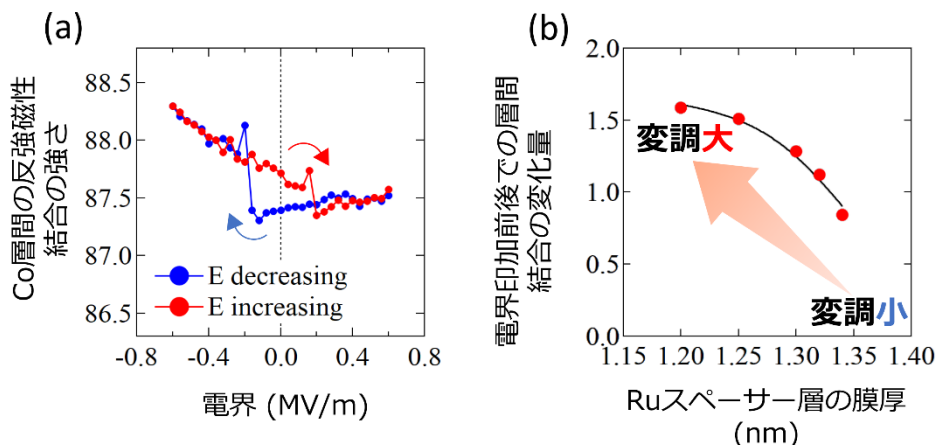 (a)
Co層間の反強磁性
結合の強さ
88.5
88.0
87.5
87.0
86.5
E decreasing
E increasing
-0.8
-0.4
0.0
0.4
0.8
電界 (MV/m)
(b)
電界印加前後での層間
結合の変化量
2.0
1.5
1.0
0.5
0.0
変調大
変調小
1.15
1.20
1.25
1.30
1.35
1.40
Ruスペーサー層の膜厚
(nm)